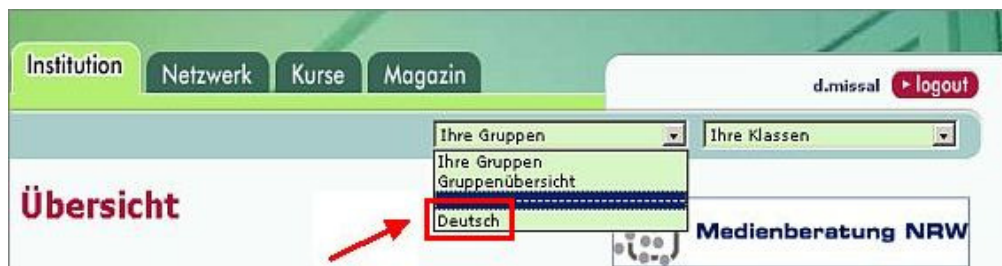 Institution
Netzwerk
Kurse
Magazin
d.missal
logout
Ihre Gruppen
Ihre Klassen
Ihre Gruppen
Gruppenübersicht
--------------------
Deutsch
Übersicht
Medienberatung NRW